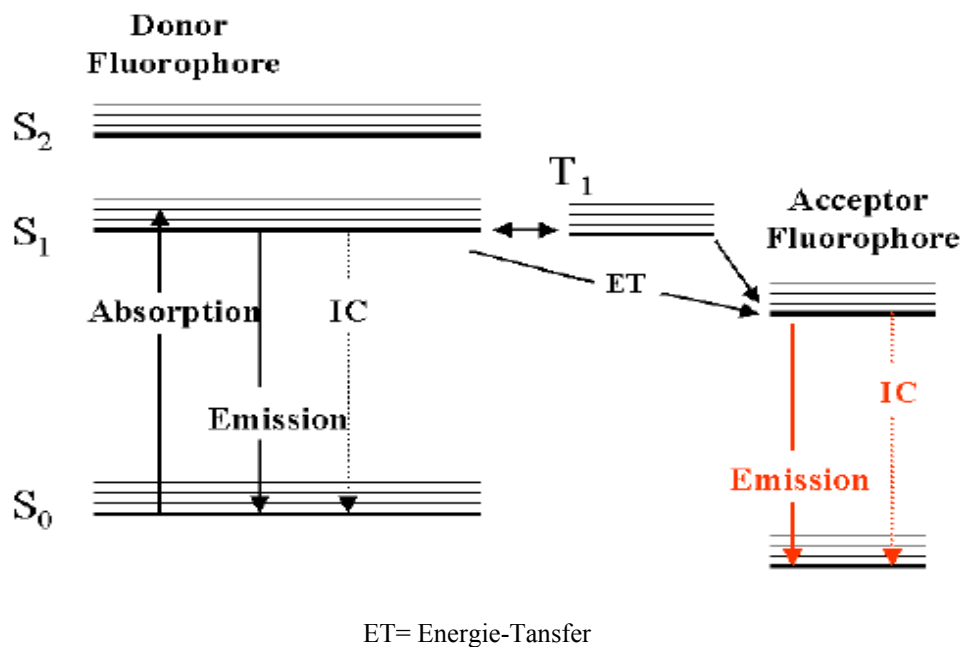 Donor
Fluorophore
S2
T1
S1
Acceptor
Fluorophore
ET
Absorption
IC
IC
Emission
Emission
S0
ET= Energie-Tansfer